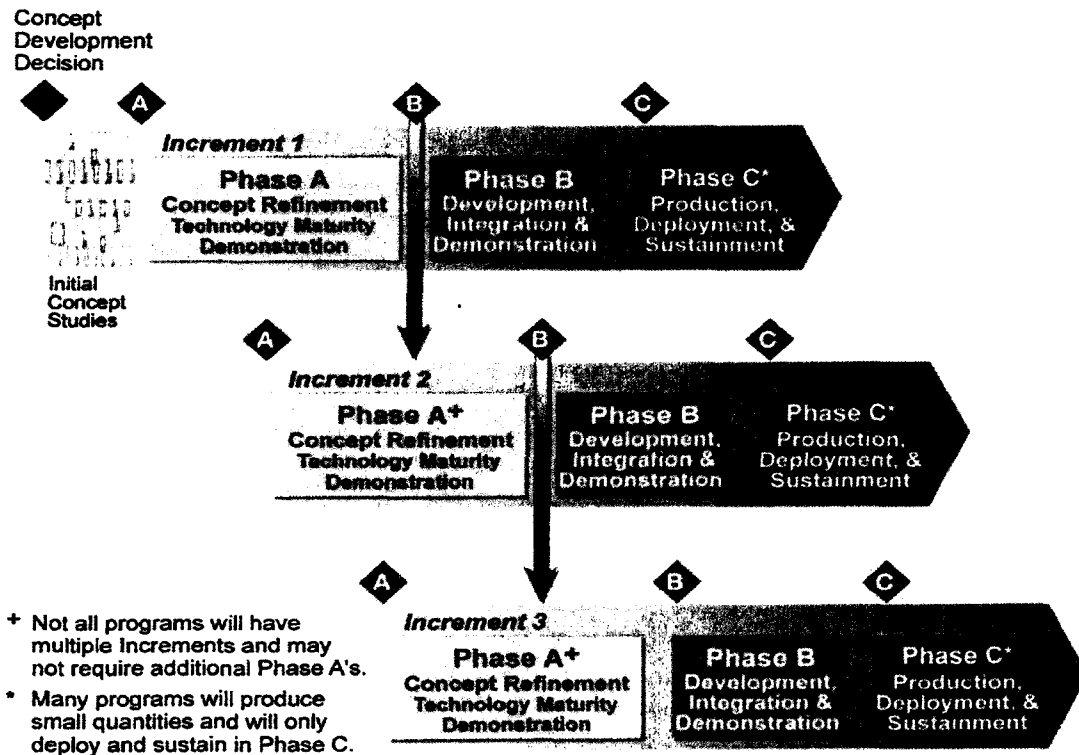 Concept
Development
Decision
A
B
C
Increment 1
Phase A
Concept Refinement
Technology Maturity
Demonstration
Phase B
Development,
Integration &
Demonstration
Phase C*
Production,
Deployment, &
Sustainment
Initial
Concept
Studies
A
B
C
Increment 2
Phase A+
Concept Refinement
Technology Maturity
Demonstration
Phase B
Development,
Integration &
Demonstration
Phase C*
Production,
Deployment, &
Sustainment
A
B
C
Increment 3
Phase A+
Concept Refinement
Technology Maturity
Demonstration
Phase B
Development,
Integration &
Demonstration
Phase C*
Production,
Deployment, &
Sustainment
+ Not all programs will have
multiple Increments and may
not require additional Phase A's.
* Many programs will produce
small quantities and will only
deploy and sustain in Phase C.